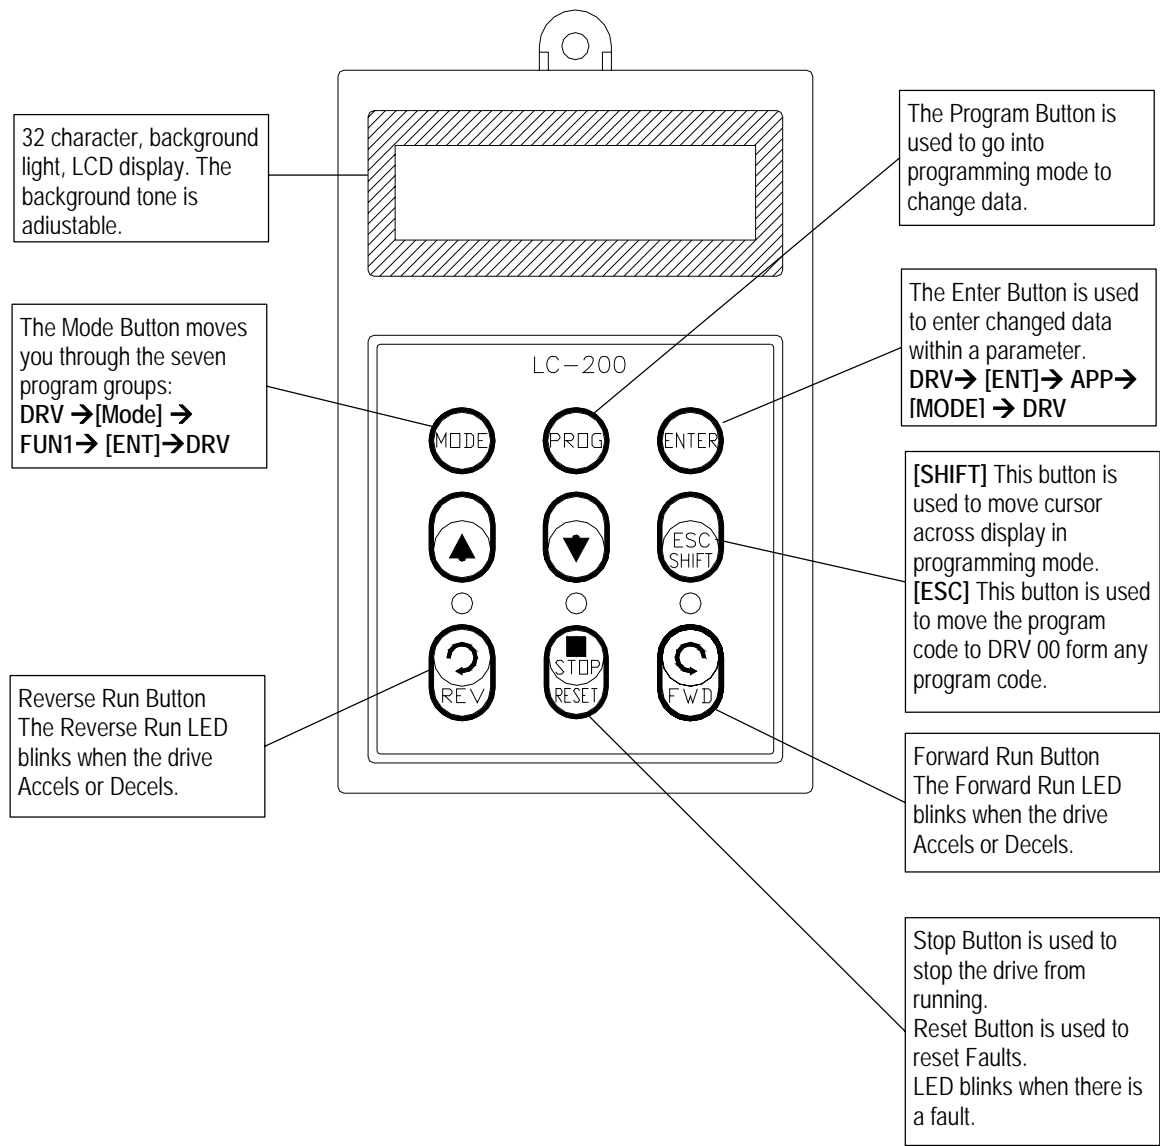 32 character, background
light, LCD display. The
background tone is
adiustable.
The Mode Button moves
you through the seven
program groups:
DRV →[Mode] →
FUN1→ [ENT]→DRV
Reverse Run Button
The Reverse Run LED
blinks when the drive
Accels or Decels.
LC-200
MODE
PROG
ENTER
ESC
SHIFT
REV
STOP
RESET
FWD
The Program Button is
used to go into
programming mode to
change data.
The Enter Button is used
to enter changed data
within a parameter.
DRV→ [ENT]→ APP→
[MODE] → DRV
[SHIFT] This button is
used to move cursor
across display in
programming mode.
[ESC] This button is used
to move the program
code to DRV 00 form any
program code.
Forward Run Button
The Forward Run LED
blinks when the drive
Accels or Decels.
Stop Button is used to
stop the drive from
running.
Reset Button is used to
reset Faults.
LED blinks when there is
a fault.